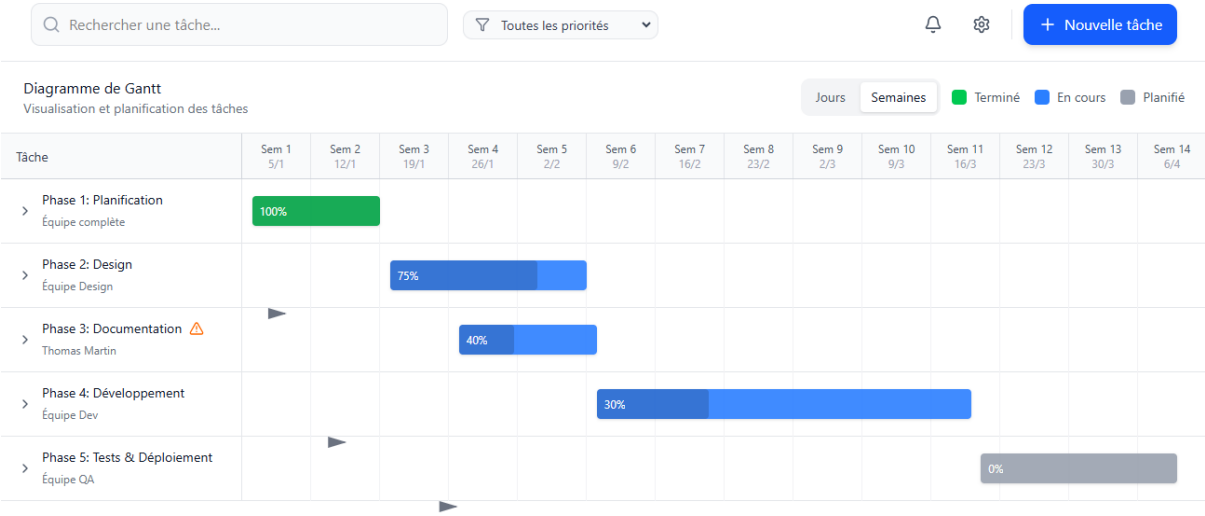 Rechercher une tâche...
Toutes les priorités
+ Nouvelle tâche
Diagramme de Gantt
Visualisation et planification des tâches
Jours Semaines Terminé En cours Planifié
Tâche Sem 1 Sem 2 Sem 3 Sem 4 Sem 5 Sem 6 Sem 7 Sem 8 Sem 9 Sem 10 Sem 11 Sem 12 Sem 13 Sem 14
5/1 12/1 19/1 26/1 2/2 9/2 16/2 23/2 2/3 9/3 16/3 23/3 30/3 6/4
Phase 1: Planification
Équipe complète
100%
Phase 2: Design
Équipe Design
75%
Phase 3: Documentation
Thomas Martin
40%
Phase 4: Développement
Équipe Dev
30%
Phase 5: Tests & Déploiement
Équipe QA
0%